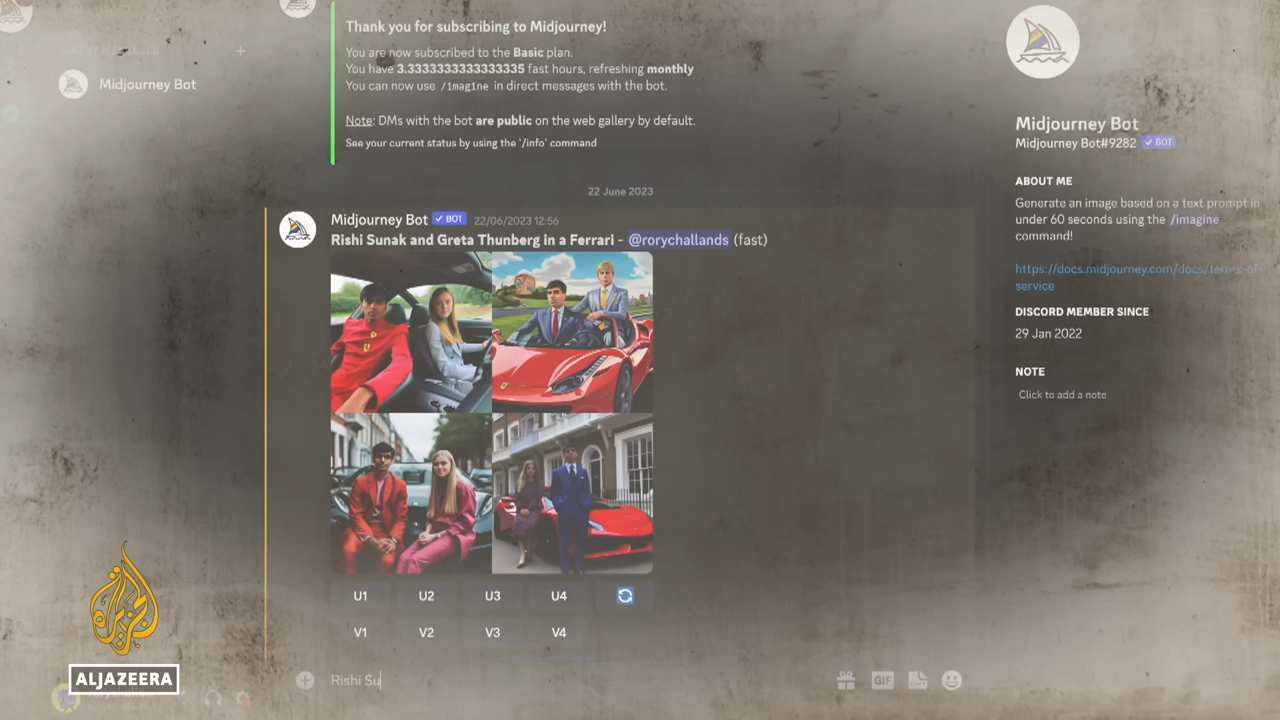 Thank you for subscribing to Midjourney!
You are now subscribed to the Basic plan.
You have 3.3333333333333335 fast hours, refreshing monthly
You can now use /imagine in direct messages with the bot.
Note: DMs with the bot are public on the web gallery by default.
See your current status by using the '/info' command
Midjourney Bot
22 June 2023
Midjourney Bot BOT 22/06/2023 12:56
Rishi Sunak and Greta Thunberg in a Ferrari - @rorychallands (fast)
U1 U2 U3 U4
V1 V2 V3 V4
Rishi Su
GIF
Midjourney Bot
Midjourney Bot#9282 BOT
ABOUT ME
Generate an image based on a text prompt in
under 60 seconds using the /imagine
command!
https://docs.midjourney.com/docs/terms-of-
service
DISCORD MEMBER SINCE
29 Jan 2022
NOTE
Click to add a note
الجزيرة
ALJAZEERA